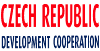 CZECH REPUBLIC
DEVELOPMENT COOPERATION